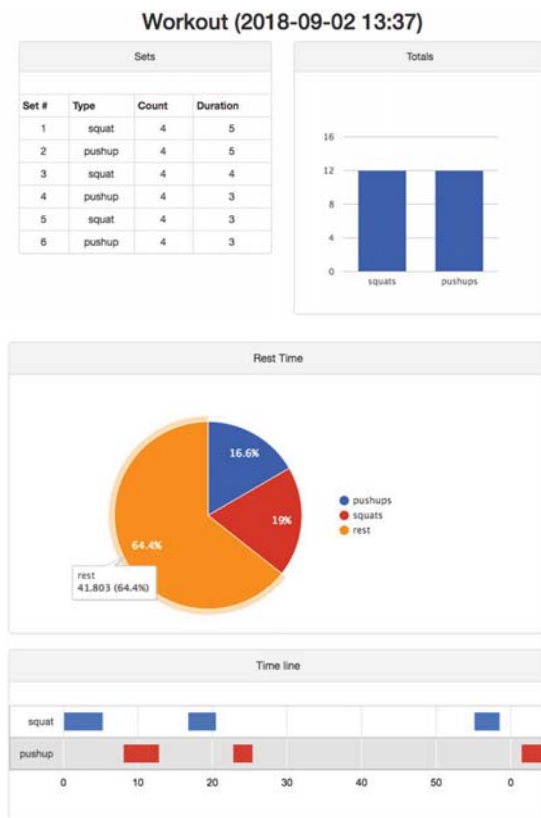 Workout (2018-09-02 13:37)
Sets
Set # Type Count Duration
1 squat 4 5
2 pushup 4 5
3 squat 4 4
4 pushup 4 3
5 squat 4 3
6 pushup 4 3
Totals
16
12
8
4
0
squats pushups
Rest Time
16.6%
19%
64.4%
pushups
squats
rest
rest
41.803 (64.4%)
Time line
squat
pushup
0 10 20 30 40 50 0